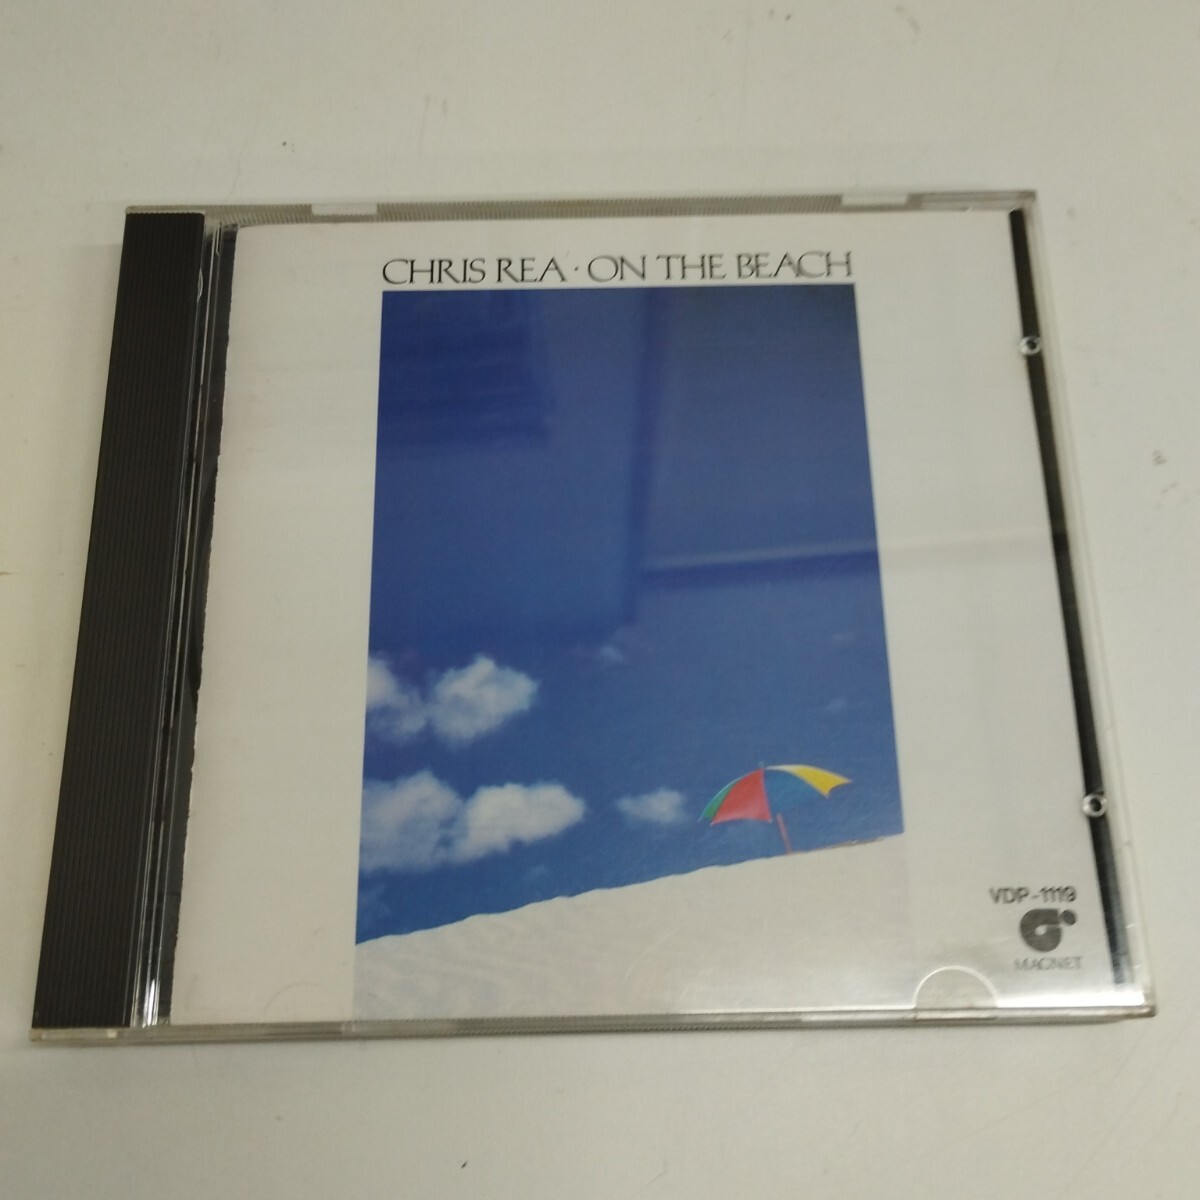 CHRIS REA · ON THE BEACH
VDP-1119
MAGNET